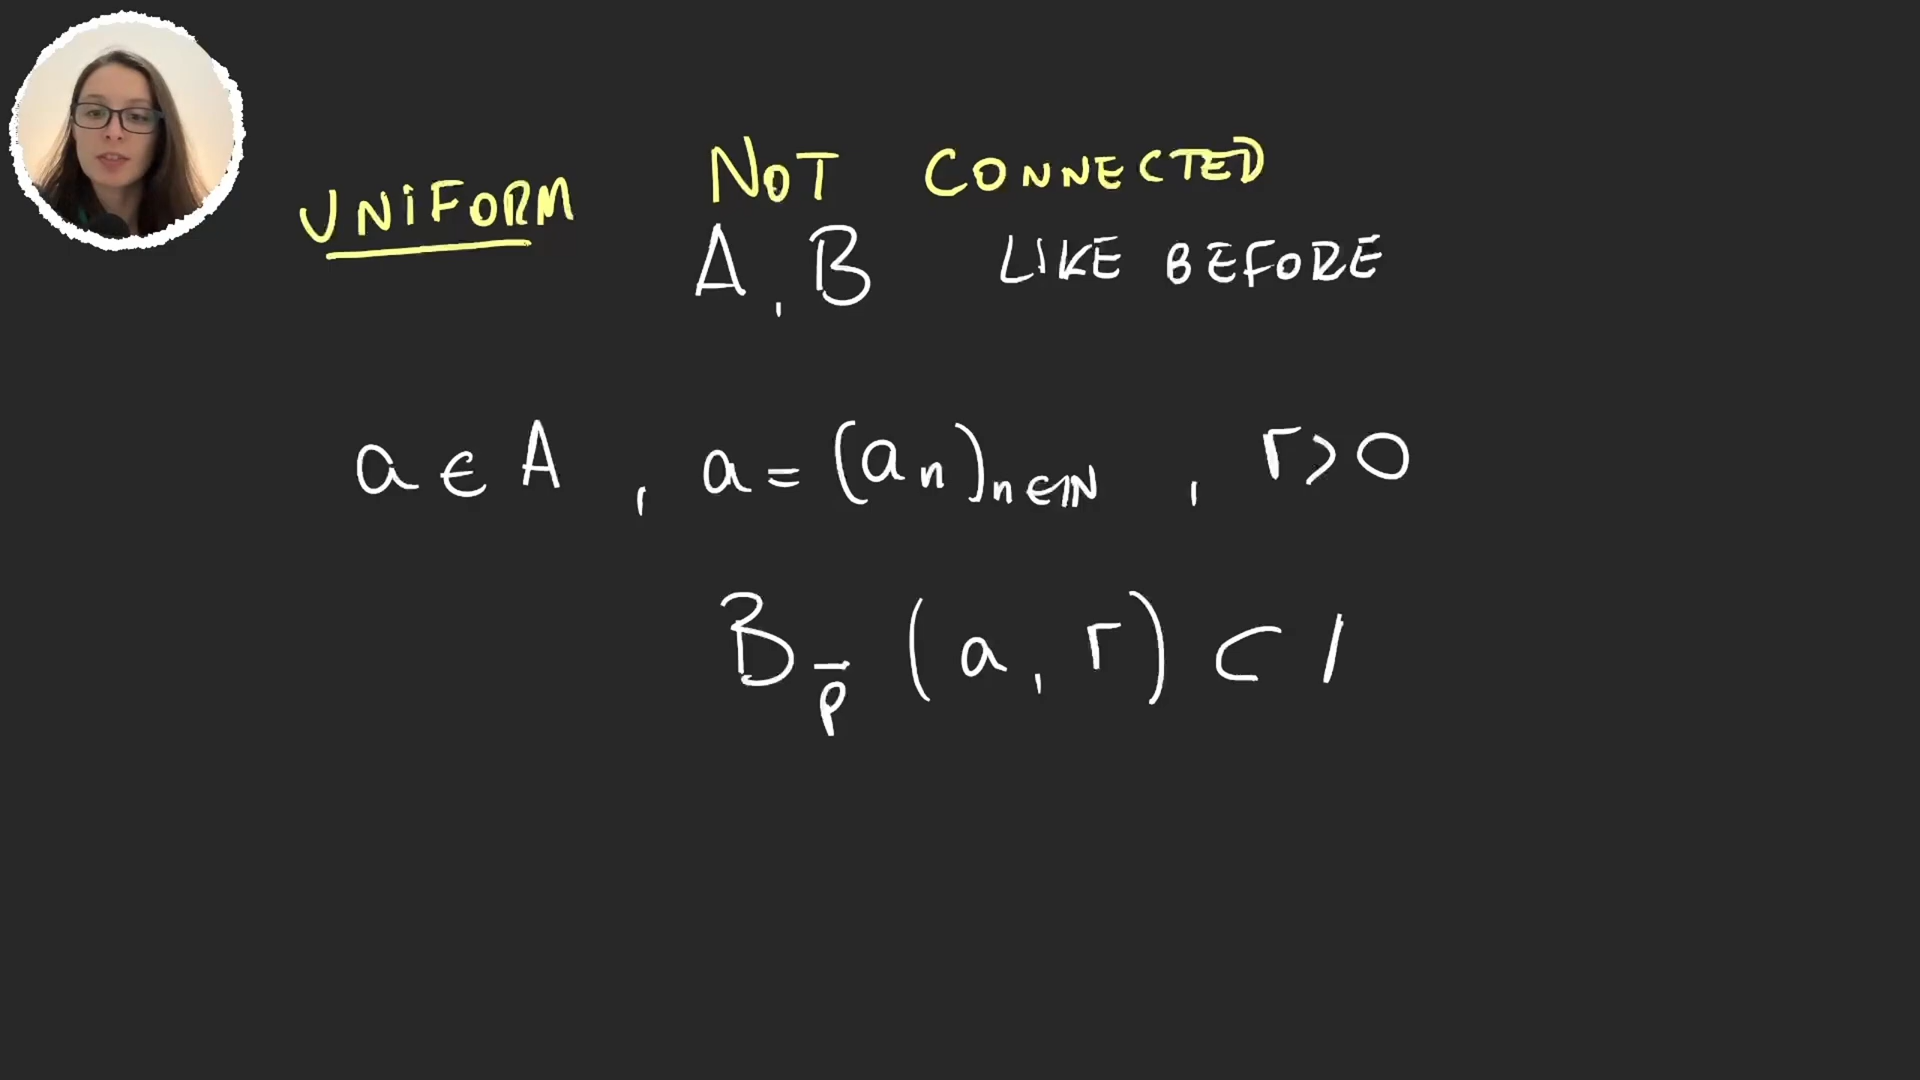 UNIFORM NOT CONNECTED
A, B LIKE BEFORE
a ∈ A , a = (aₙ)ₙ∈ℕ , r > 0
B_ρ̄ (a, r) ⊂